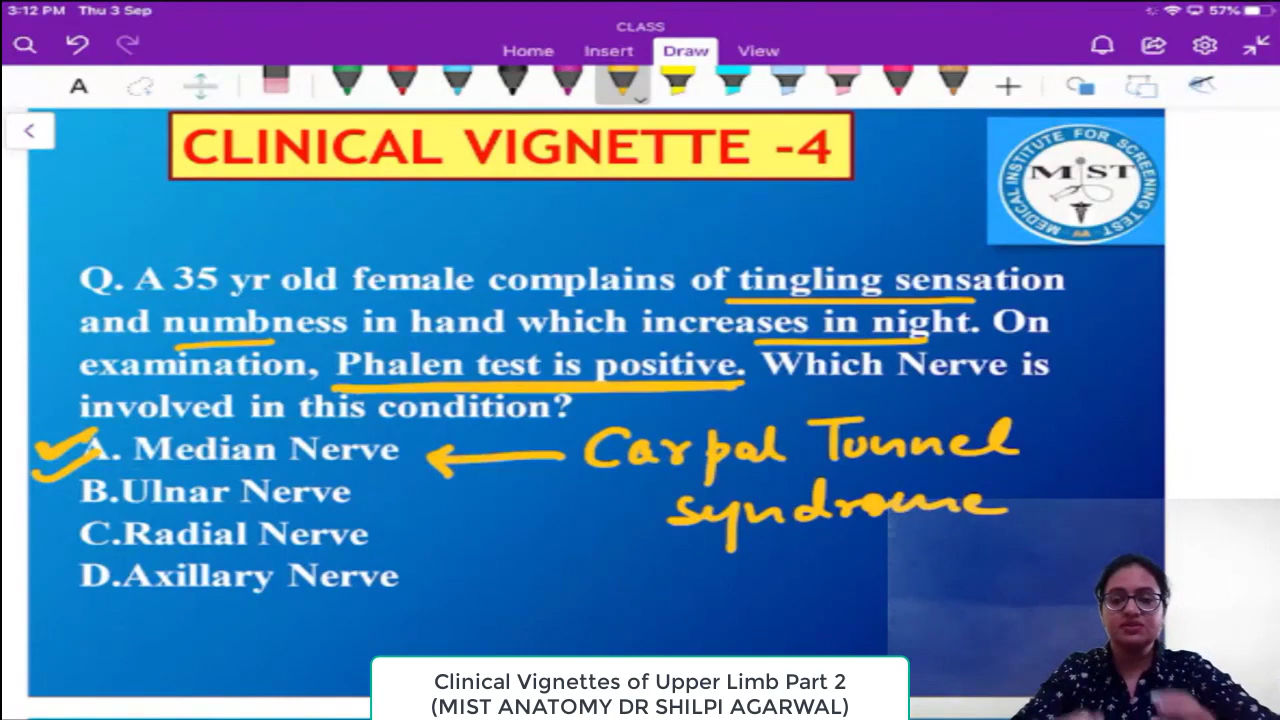 3:12 PM Thu 3 Sep
57%
CLASS
Home Insert Draw View
A
CLINICAL VIGNETTE -4
MEDICAL INSTITUTE FOR SCREENING TEST
MIST
AA
Q. A 35 yr old female complains of tingling sensation
and numbness in hand which increases in night. On
examination, Phalen test is positive. Which Nerve is
involved in this condition?
A. Median Nerve
Carpal Tunnel
syndrome
B.Ulnar Nerve
C.Radial Nerve
D.Axillary Nerve
Clinical Vignettes of Upper Limb Part 2
(MIST ANATOMY DR SHILPI AGARWAL)